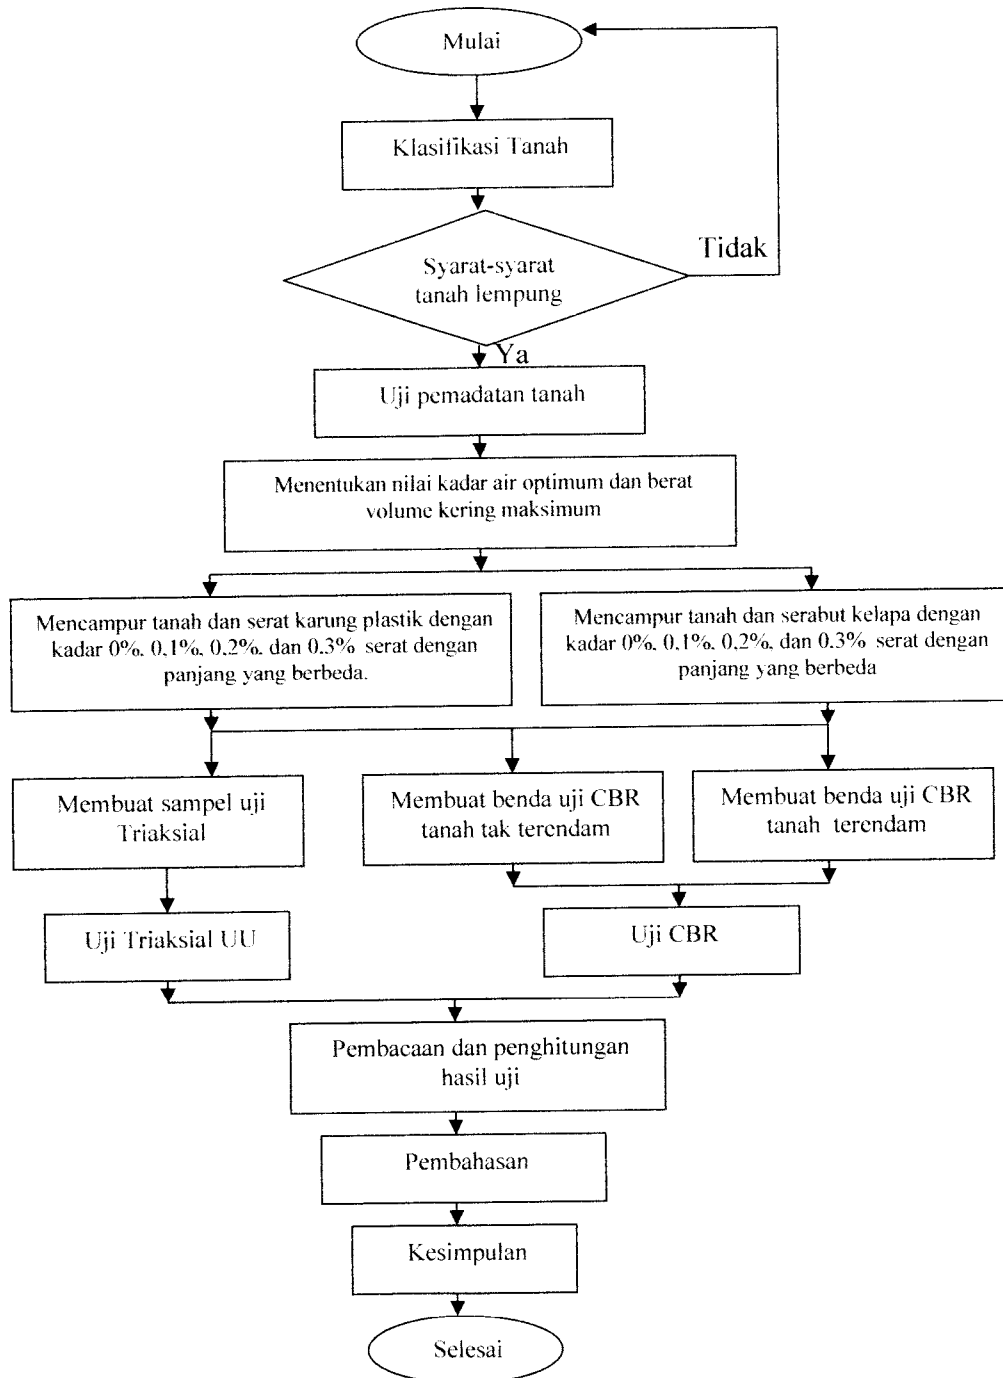 Mulai
Klasifikasi Tanah
Tidak
Syarat-syarat
tanah lempung
Ya
Uji pemadatan tanah
Menentukan nilai kadar air optimum dan berat
volume kering maksimum
Mencampur tanah dan serat karung plastik dengan
kadar 0%, 0,1%, 0,2%, dan 0.3% serat dengan
panjang yang berbeda.
Mencampur tanah dan serabut kelapa dengan
kadar 0%, 0,1%, 0,2%, dan 0.3% serat dengan
panjang yang berbeda
Membuat sampel uji
Triaksial
Membuat benda uji CBR
tanah tak terendam
Membuat benda uji CBR
tanah terendam
Uji Triaksial UU
Uji CBR
Pembacaan dan penghitungan
hasil uji
Pembahasan
Kesimpulan
Selesai